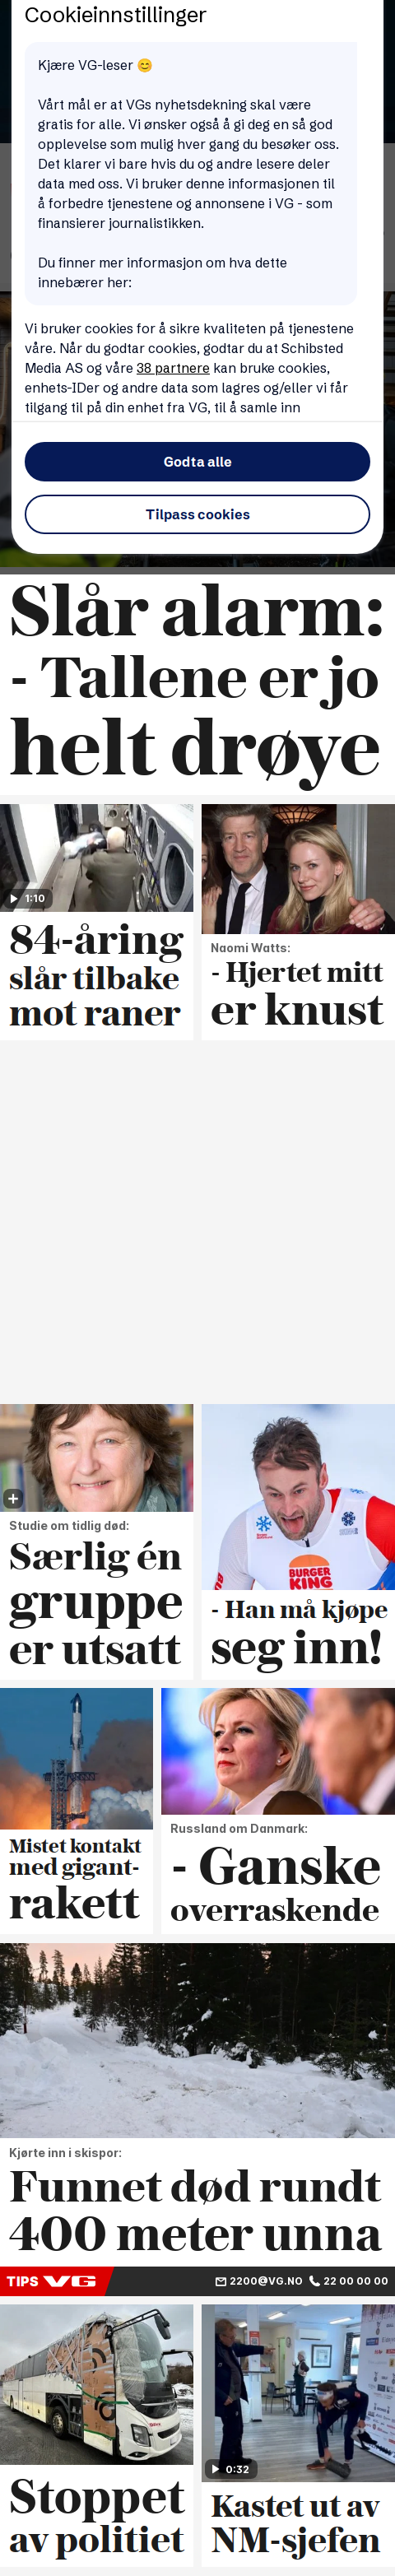 Cookieinnstillinger
Kjære VG-leser 😊
Vårt mål er at VGs nyhetsdekning skal være
gratis for alle. Vi ønsker også å gi deg en så god
opplevelse som mulig hver gang du besøker oss.
Det klarer vi bare hvis du og andre lesere deler
data med oss. Vi bruker denne informasjonen til
å forbedre tjenestene og annonsene i VG - som
finansierer journalistikken.
Du finner mer informasjon om hva dette
innebærer her:
Vi bruker cookies for å sikre kvaliteten på tjenestene
våre. Når du godtar cookies, godtar du at Schibsted
Media AS og våre 38 partnere kan bruke cookies,
enhets-IDer og andre data som lagres og/eller vi får
tilgang til på din enhet fra VG, til å samle inn
Godta alle
Tilpass cookies
Slår alarm:
- Tallene er jo
helt drøye
1:10
84-åring
slår tilbake
mot raner
Naomi Watts:
- Hjertet mitt
er knust
Studie om tidlig død:
Særlig én
gruppe
er utsatt
BURGER
KING
- Han må kjøpe
seg inn!
Mistet kontakt
med gigant-
rakett
Russland om Danmark:
- Ganske
overraskende
Kjørte inn i skispor:
Funnet død rundt
400 meter unna
TIPS VG
2200@VG.NO 22 00 00 00
Stoppet
av politiet
0:32
Kastet ut av
NM-sjefen